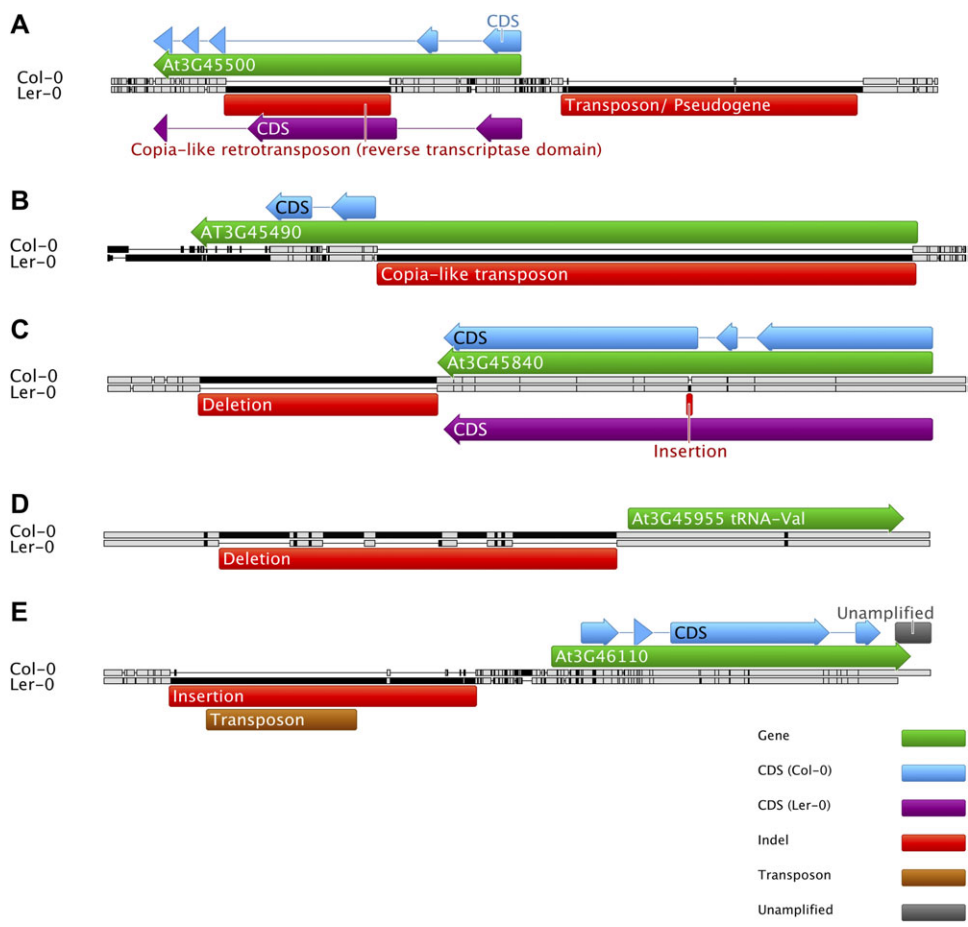 A
CDS
At3G45500
Col-0
Ler-0
Transposon/ Pseudogene
CDS
Copia-like retrotransposon (reverse transcriptase domain)
B
CDS
AT3G45490
Col-0
Ler-0
Copia-like transposon
C
CDS
At3G45840
Col-0
Ler-0
Deletion
CDS
Insertion
D
At3G45955 tRNA-Val
Col-0
Ler-0
Deletion
E
Unamplified
CDS
At3G46110
Col-0
Ler-0
Insertion
Transposon
Gene
CDS (Col-0)
CDS (Ler-0)
Indel
Transposon
Unamplified